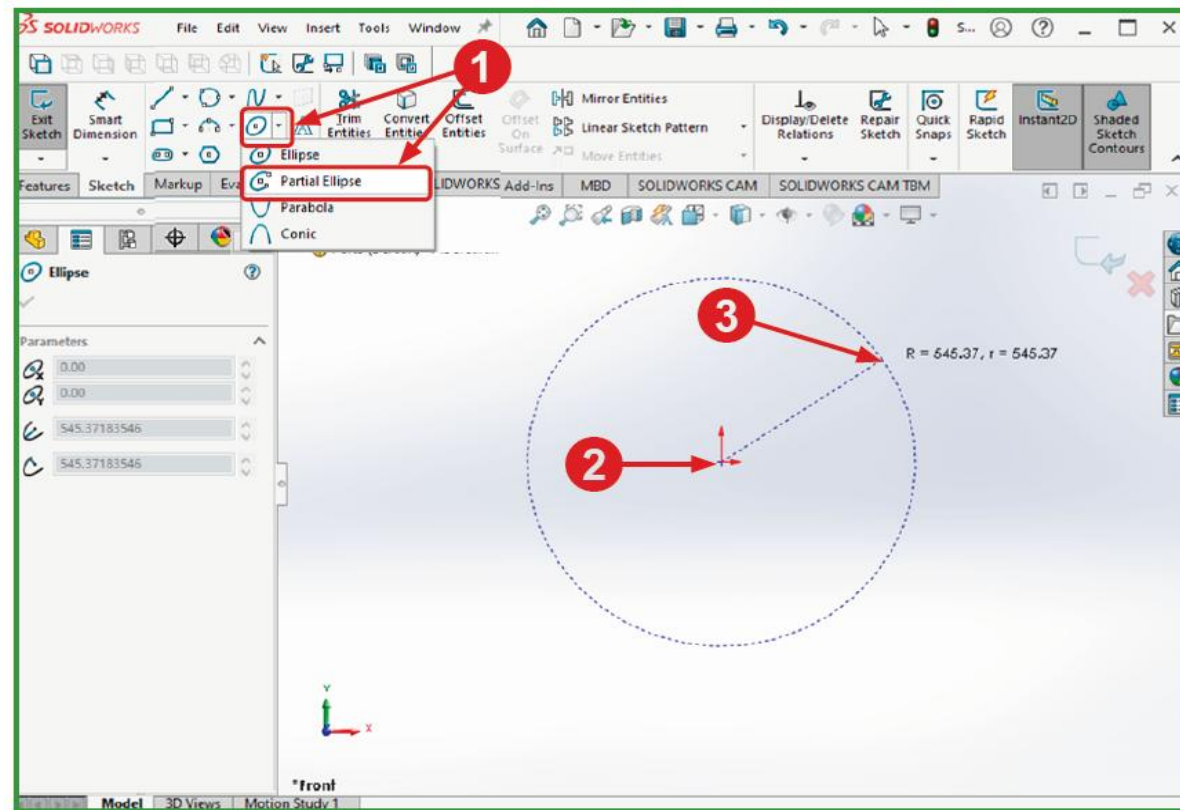 SOLIDWORKS File Edit View Insert Tools Window S... ?
1
Exit Sketch
Smart Dimension
Trim Entities
Convert Entities
Offset Entities
Offset On Surface
Mirror Entities
Linear Sketch Pattern
Move Entities
Display/Delete Relations
Repair Sketch
Quick Snaps
Rapid Sketch
Instant2D
Shaded Sketch Contours
Ellipse
Partial Ellipse
Parabola
Conic
Features Sketch Markup Eva LIDWORKS Add-Ins MBD SOLIDWORKS CAM SOLIDWORKS CAM TBM
Ellipse ?
Parameters
0.00
0.00
545.37183546
545.37183546
3
R = 545.37, r = 545.37
2
Y
X
*Front
Model 3D Views Motion Study 1